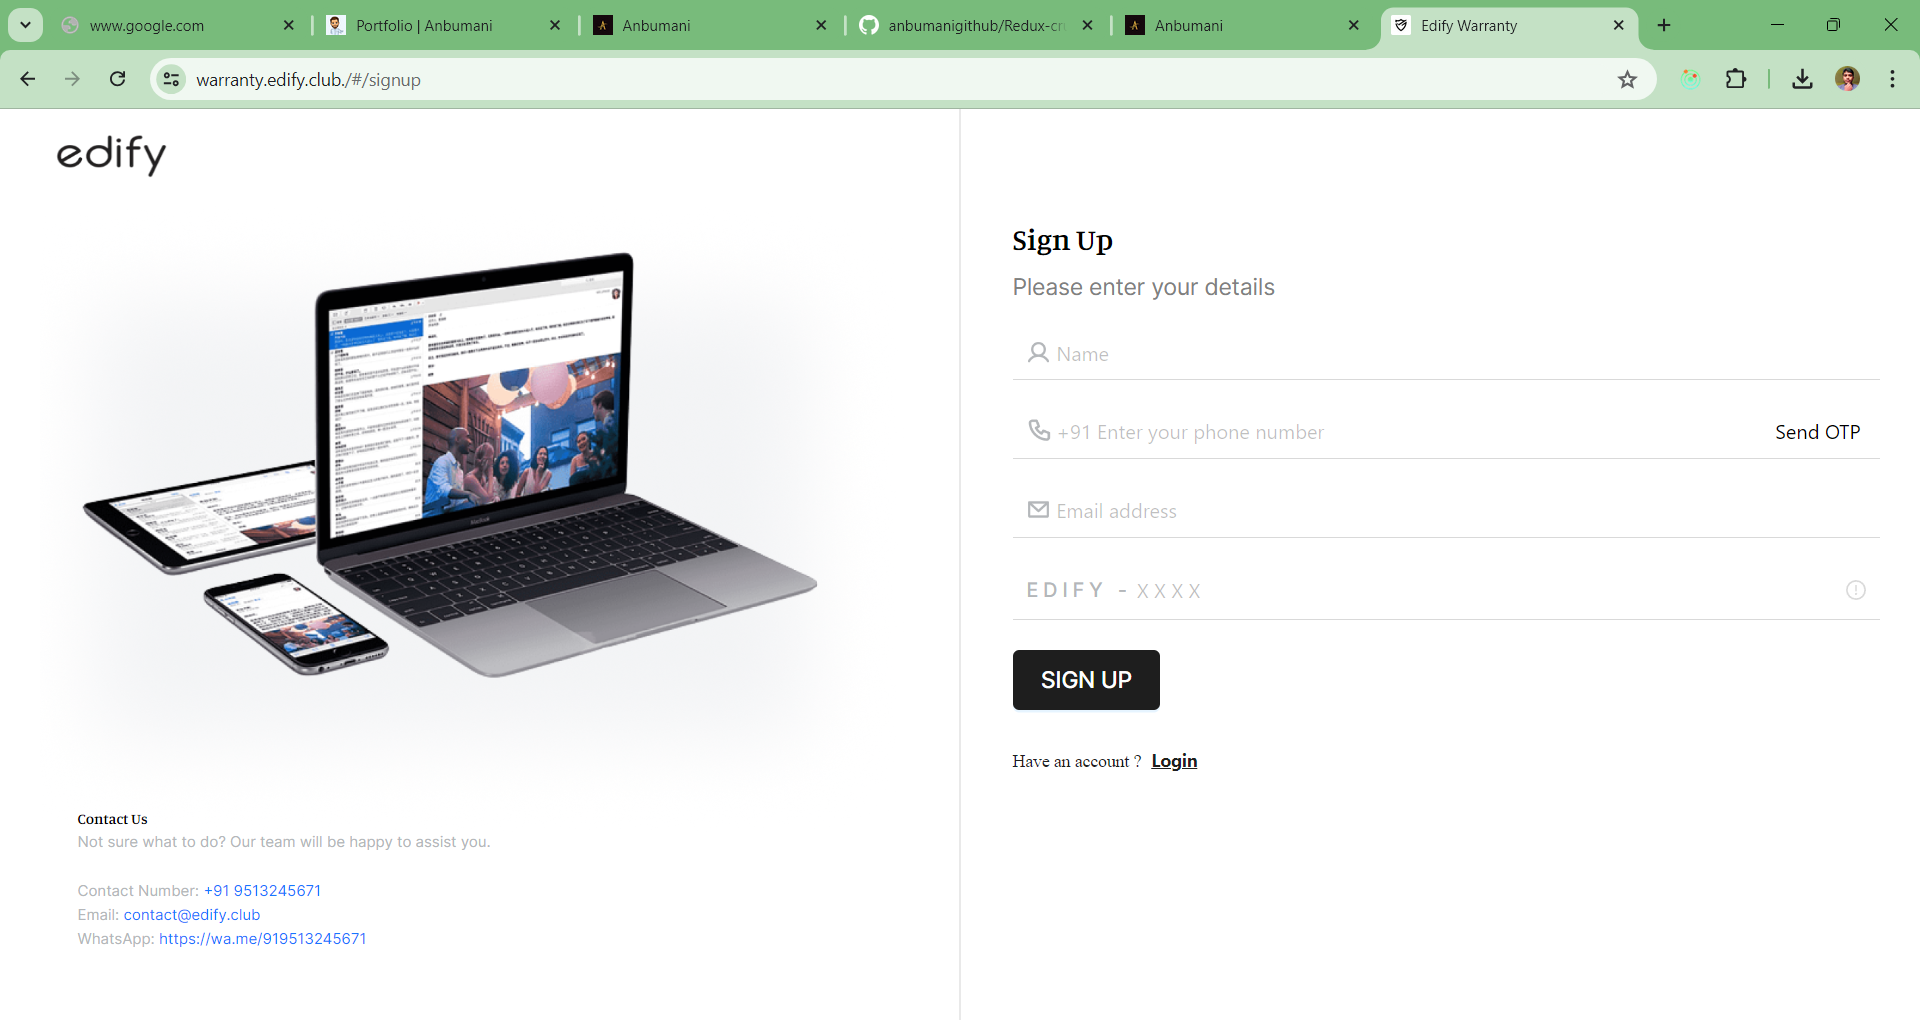 www.google.com
Portfolio | Anbumani
Anbumani
anbumanigithub/Redux-cr
Anbumani
Edify Warranty
warranty.edify.club./#/signup
edify
Sign Up
Please enter your details
Name
+91 Enter your phone number
Send OTP
Email address
EDIFY - XXXX
SIGN UP
Have an account ? Login
Contact Us
Not sure what to do? Our team will be happy to assist you.
Contact Number: +91 9513245671
Email: contact@edify.club
WhatsApp: https://wa.me/919513245671